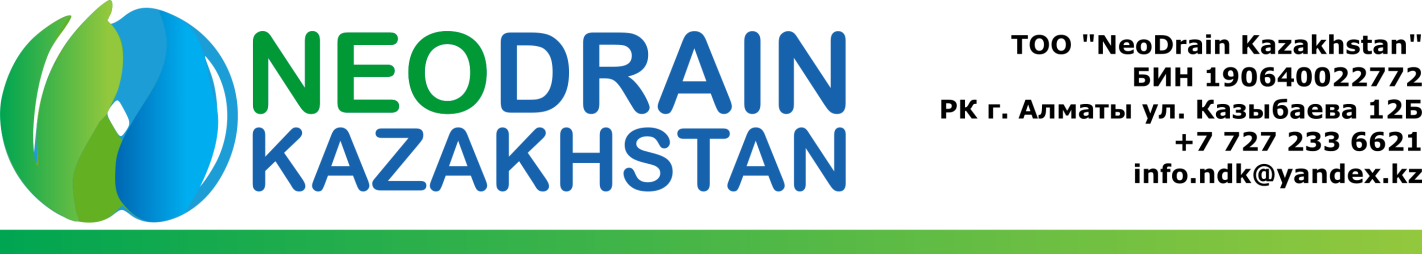 NEODRAIN
KAZAKHSTAN
ТОО "NeoDrain Kazakhstan"
БИН 190640022772
РК г. Алматы ул. Казыбаева 12Б
+7 727 233 6621
info.ndk@yandex.kz